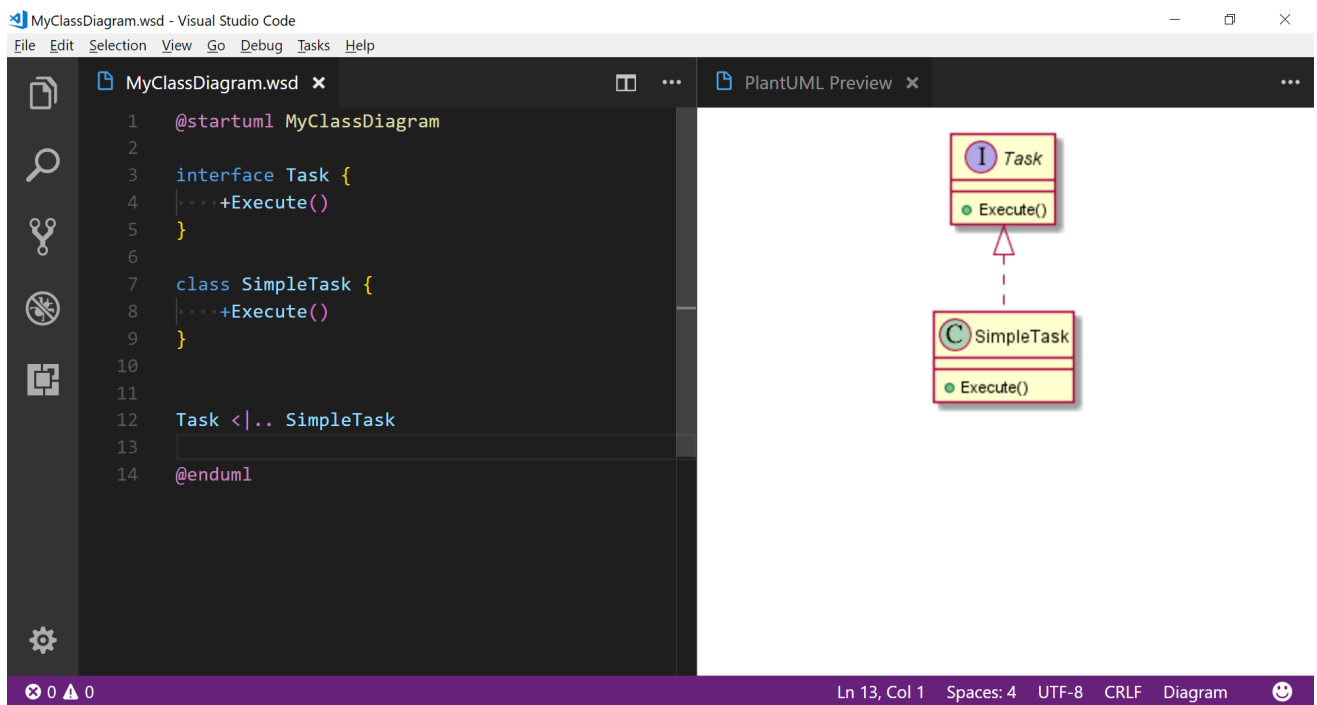 MyClassDiagram.wsd - Visual Studio Code
File Edit Selection View Go Debug Tasks Help
MyClassDiagram.wsd
PlantUML Preview
1 @startuml MyClassDiagram
2
3 interface Task {
4 ····+Execute()
5 }
6
7 class SimpleTask {
8 ····+Execute()
9 }
10
11
12 Task <|.. SimpleTask
13
14 @enduml
I Task
Execute()
C SimpleTask
Execute()
0 0
Ln 13, Col 1 Spaces: 4 UTF-8 CRLF Diagram